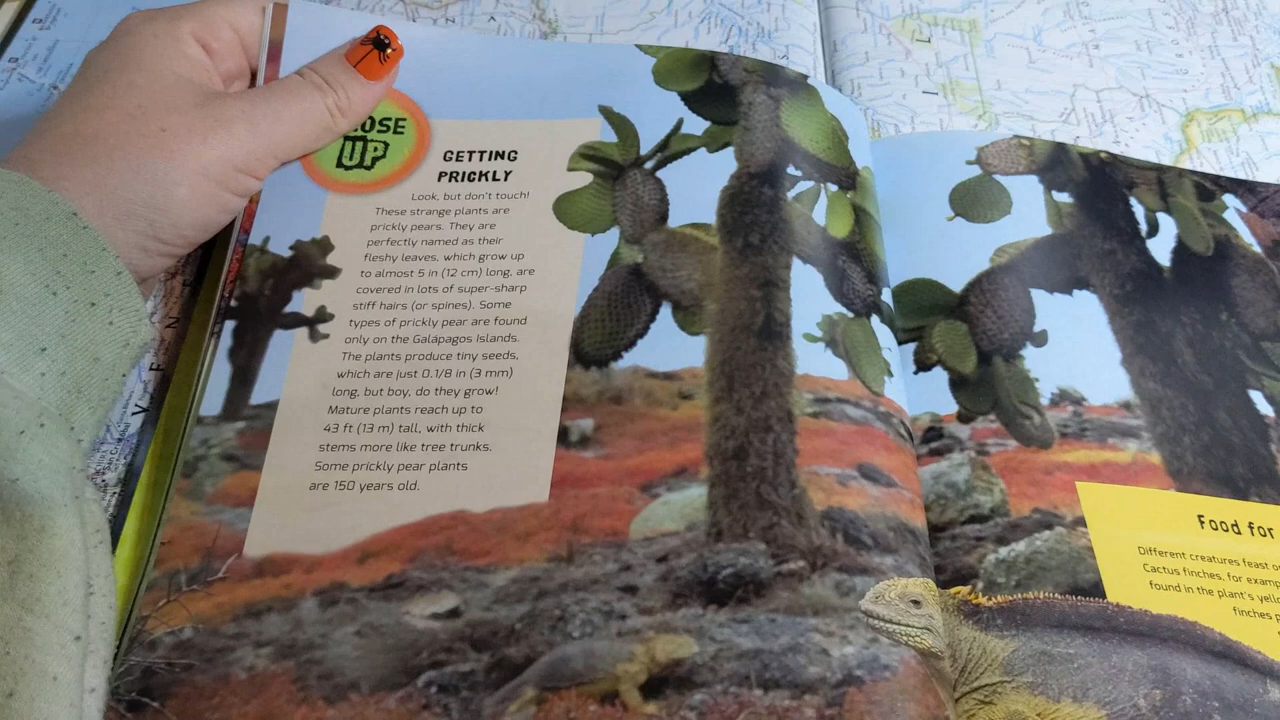 LOSE
UP
GETTING
PRICKLY
Look, but don't touch!
These strange plants are
prickly pears. They are
perfectly named as their
fleshy leaves, which grow up
to almost 5 in (12 cm) long, are
covered in lots of super-sharp
stiff hairs (or spines). Some
types of prickly pear are found
only on the Galápagos Islands.
The plants produce tiny seeds,
which are just 0.1/8 in (3 mm)
long, but boy, do they grow!
Mature plants reach up to
43 ft (13 m) tall, with thick
stems more like tree trunks.
Some prickly pear plants
are 150 years old.
Food for
Different creatures feast o
Cactus finches, for examp
found in the plant's yell
finches p